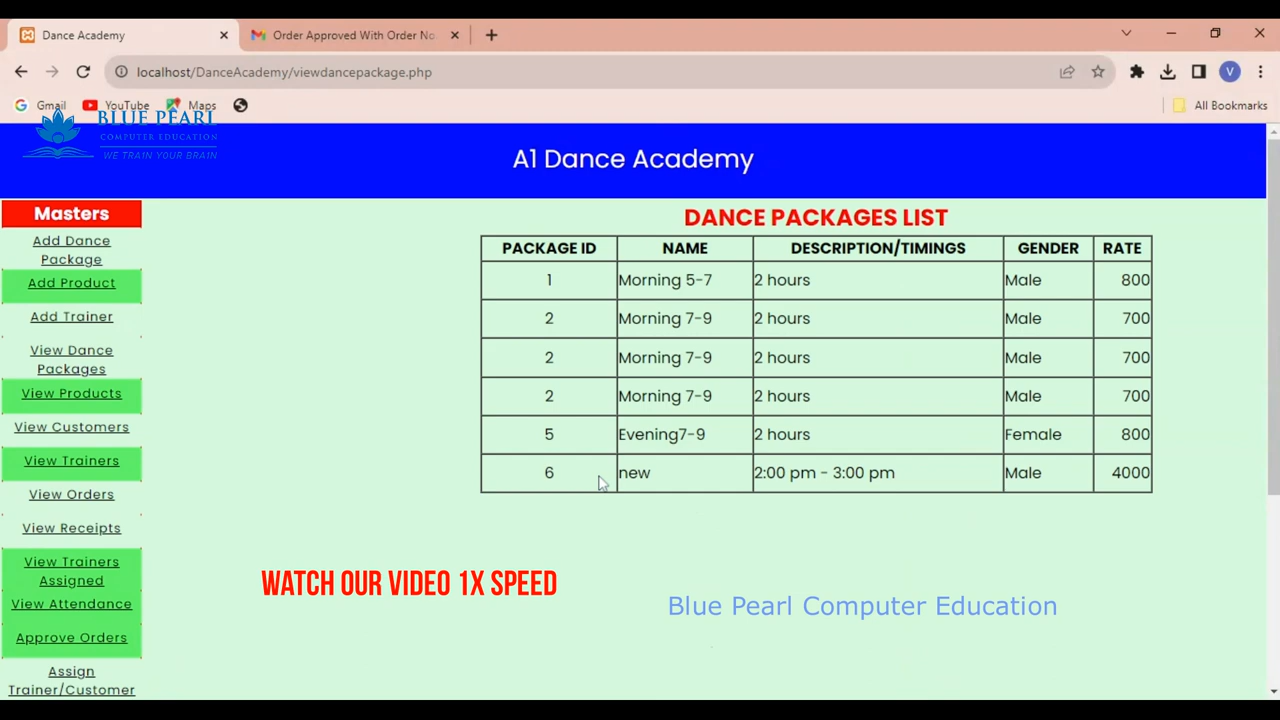 Dance Academy
Order Approved With Order No.
localhost/DanceAcademy/viewdancepackage.php
V
Gmail YouTube Maps All Bookmarks
BLUE PEARL
COMPUTER EDUCATION
WE TRAIN YOUR BRAIN
A1 Dance Academy
Masters
Add Dance
Package
Add Product
Add Trainer
View Dance
Packages
View Products
View Customers
View Trainers
View Orders
View Receipts
View Trainers
Assigned
View Attendance
Approve Orders
Assign
Trainer/Customer
DANCE PACKAGES LIST
PACKAGE ID NAME DESCRIPTION/TIMINGS GENDER RATE
1 Morning 5-7 2 hours Male 800
2 Morning 7-9 2 hours Male 700
2 Morning 7-9 2 hours Male 700
2 Morning 7-9 2 hours Male 700
5 Evening7-9 2 hours Female 800
6 new 2:00 pm - 3:00 pm Male 4000
WATCH OUR VIDEO 1X SPEED
Blue Pearl Computer Education